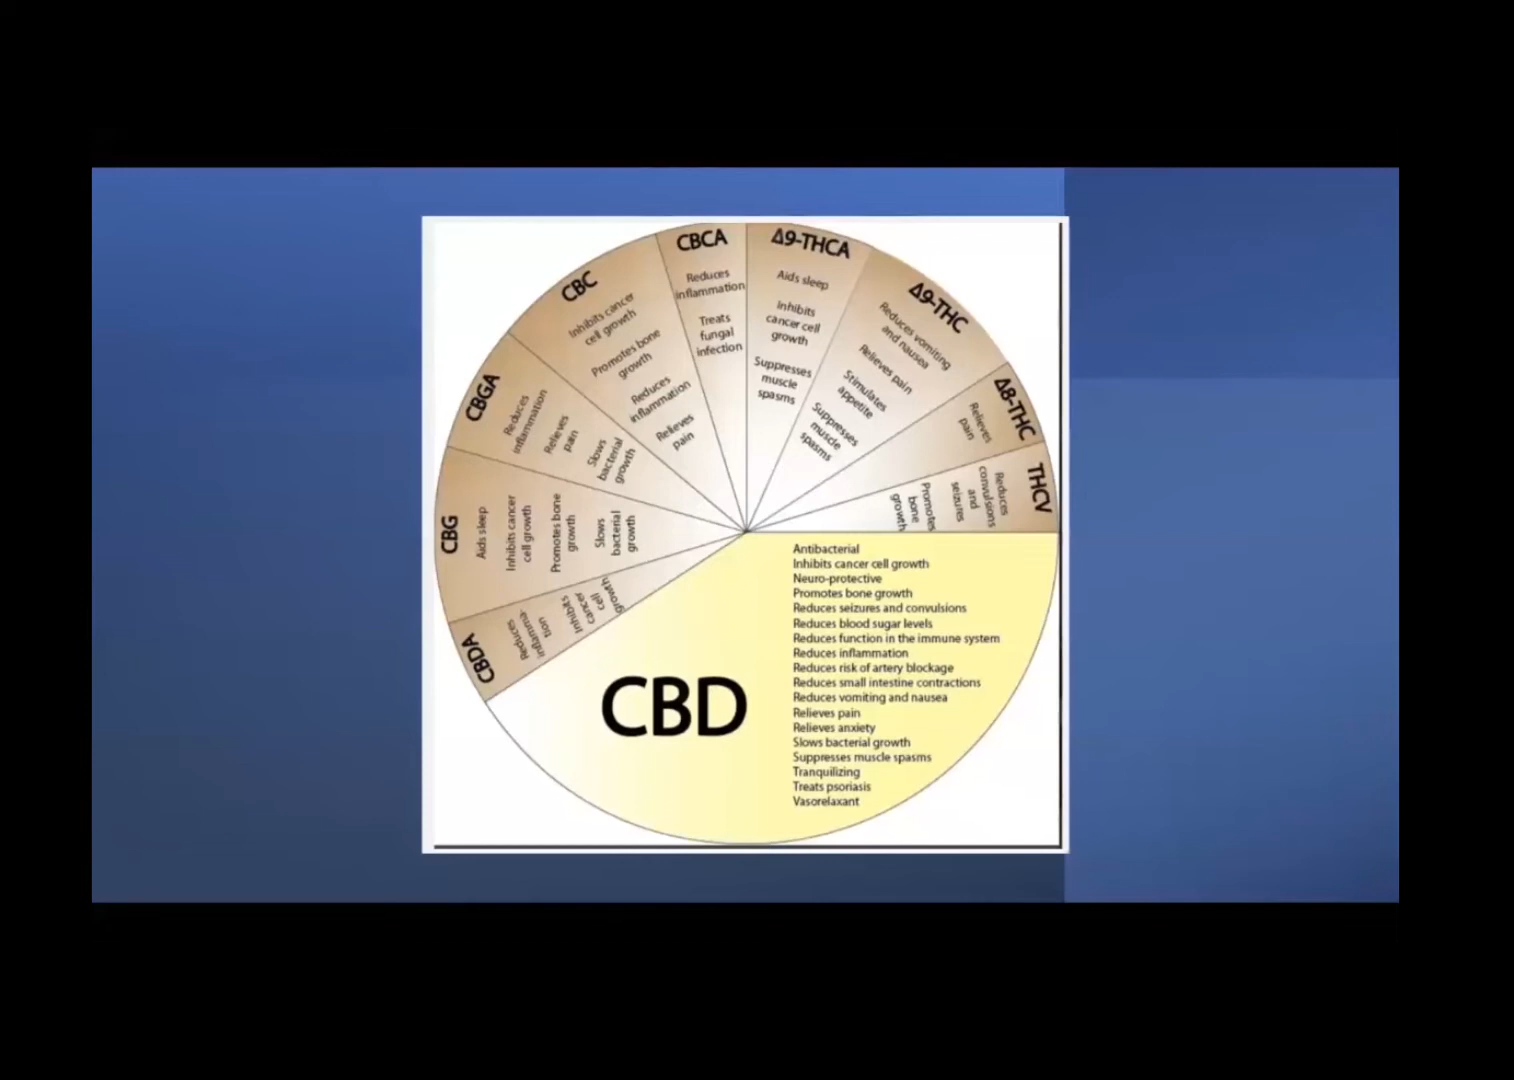 CBCA
Reduces
inflammation
Treats
fungal
infection
Δ9-THCA
Aids sleep
Inhibits
cancer cell
growth
Suppresses
muscle
spasms
Δ9-THC
Reduces vomiting
and nausea
Relieves pain
Stimulates
appetite
Suppresses
muscle
spasms
Δ8-THC
Relieves
pain
THCV
Reduces
convulsions
and
seizures
Promotes
bone
growth
CBC
Inhibits cancer
cell growth
Promotes bone
growth
Reduces
inflammation
Relieves
pain
CBGA
Reduces
inflammation
Relieves
pain
Slows
bacterial
growth
CBG
Aids sleep
Inhibits cancer
cell growth
Promotes bone
growth
Slows
bacterial
growth
CBDA
Reduces
inflamma-
tion
Inhibits
cancer
cell
growth
CBD
Antibacterial
Inhibits cancer cell growth
Neuro-protective
Promotes bone growth
Reduces seizures and convulsions
Reduces blood sugar levels
Reduces function in the immune system
Reduces inflammation
Reduces risk of artery blockage
Reduces small intestine contractions
Reduces vomiting and nausea
Relieves pain
Relieves anxiety
Slows bacterial growth
Suppresses muscle spasms
Tranquilizing
Treats psoriasis
Vasorelaxant